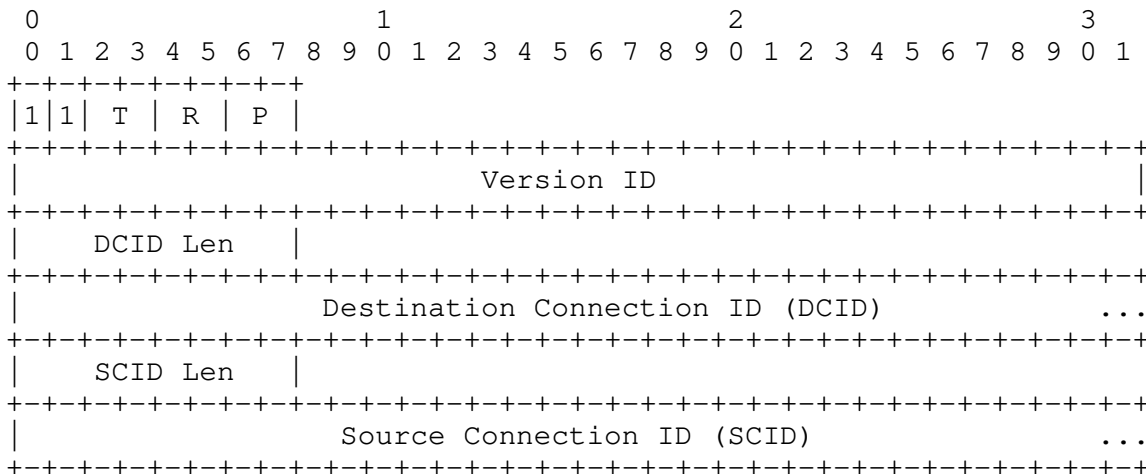 0                   1                   2                   3
 0 1 2 3 4 5 6 7 8 9 0 1 2 3 4 5 6 7 8 9 0 1 2 3 4 5 6 7 8 9 0 1
+-+-+-+-+-+-+-+-+
|1|1| T | R | P |
+-+-+-+-+-+-+-+-+-+-+-+-+-+-+-+-+-+-+-+-+-+-+-+-+-+-+-+-+-+-+-+-+
|                         Version ID                            |
+-+-+-+-+-+-+-+-+-+-+-+-+-+-+-+-+-+-+-+-+-+-+-+-+-+-+-+-+-+-+-+-+
|    DCID Len   |
+-+-+-+-+-+-+-+-+-+-+-+-+-+-+-+-+-+-+-+-+-+-+-+-+-+-+-+-+-+-+-+-+
|                Destination Connection ID (DCID)            ...
+-+-+-+-+-+-+-+-+-+-+-+-+-+-+-+-+-+-+-+-+-+-+-+-+-+-+-+-+-+-+-+-+
|    SCID Len   |
+-+-+-+-+-+-+-+-+-+-+-+-+-+-+-+-+-+-+-+-+-+-+-+-+-+-+-+-+-+-+-+-+
|                 Source Connection ID (SCID)                ...
+-+-+-+-+-+-+-+-+-+-+-+-+-+-+-+-+-+-+-+-+-+-+-+-+-+-+-+-+-+-+-+-+